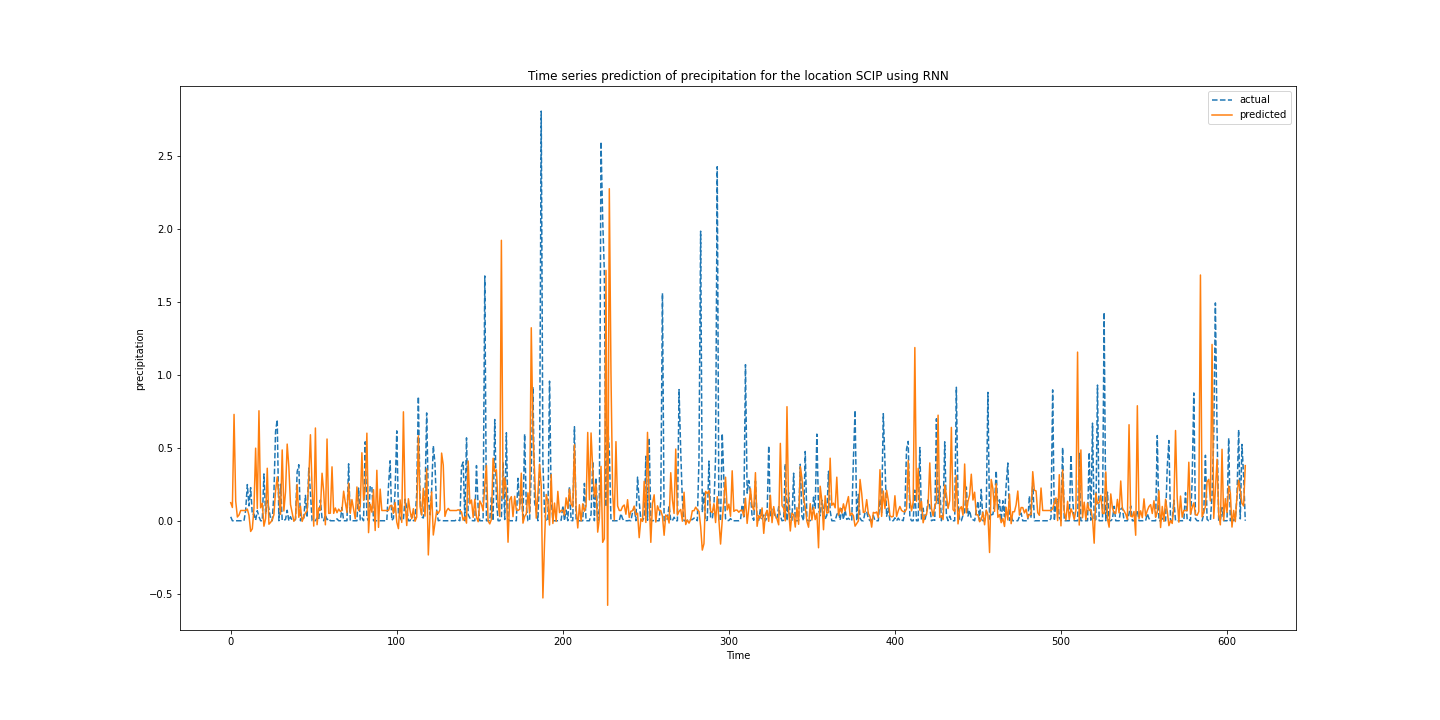 Time series prediction of precipitation for the location SCIP using RNN
actual
predicted
2.5
2.0
1.5
1.0
0.5
0.0
−0.5
precipitation
0 100 200 300 400 500 600
Time